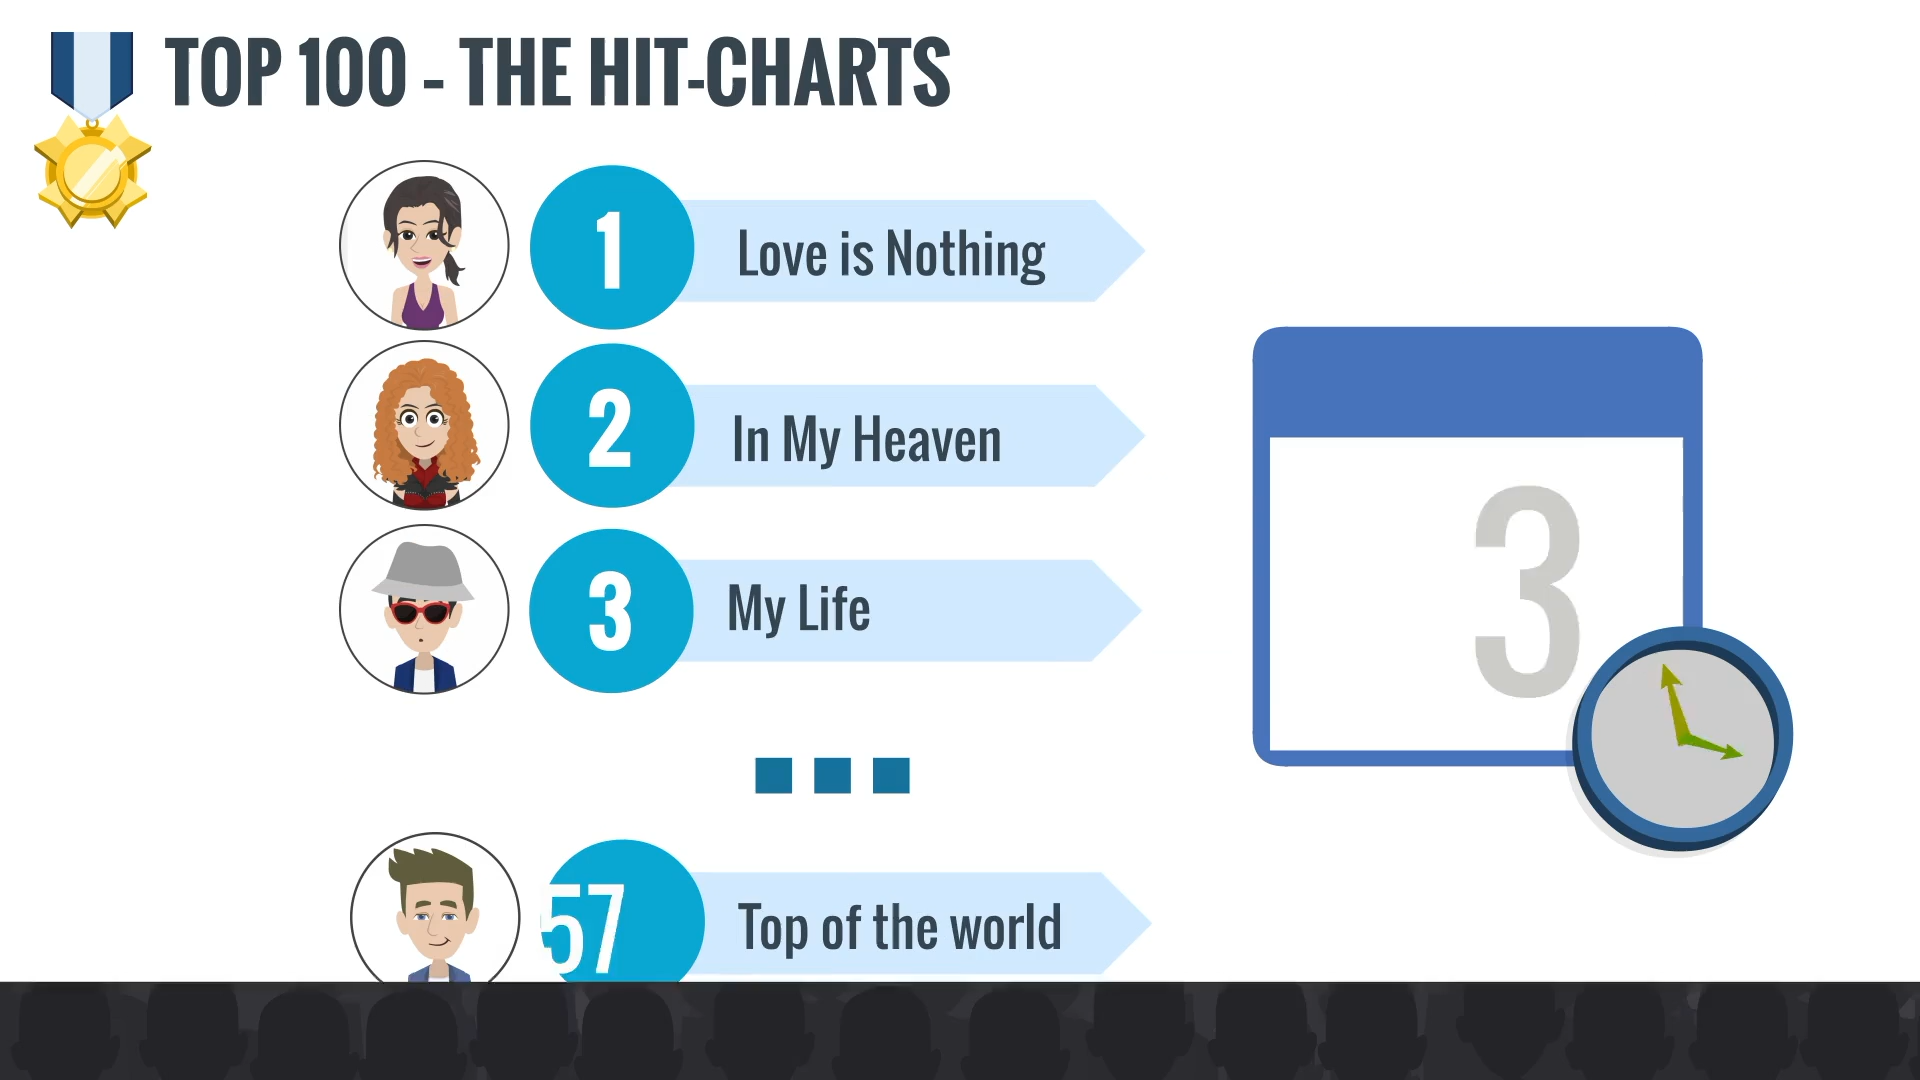 TOP 100 - THE HIT-CHARTS
1 Love is Nothing
2 In My Heaven
3 My Life
57 Top of the world
3